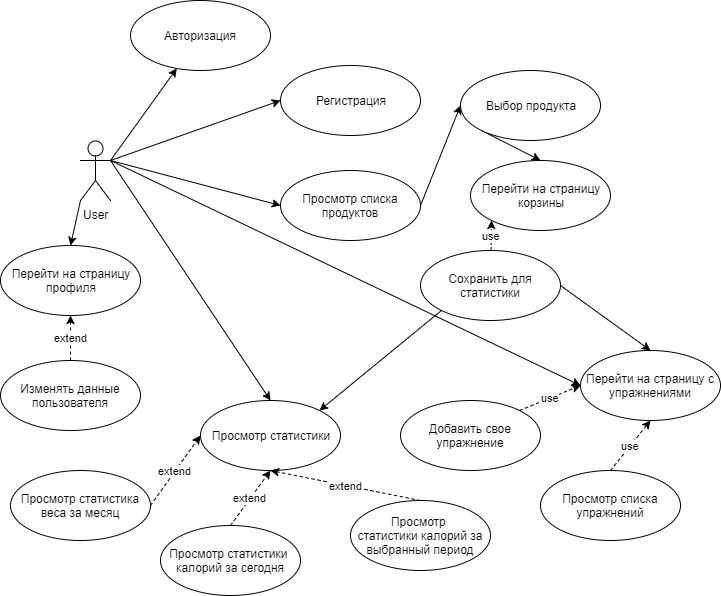 Авторизация
Регистрация
Выбор продукта
Просмотр списка
продуктов
Перейти на страницу
корзины
User
use
Перейти на страницу
профиля
Сохранить для
статистики
extend
Изменять данные
пользователя
Перейти на страницу с
упражнениями
use
Просмотр статистики
Добавить свое
упражнение
use
extend
Просмотр статистика
веса за месяц
extend
extend
Просмотр списка
упражнений
Просмотр
статистики калорий за
выбранный период
Просмотр статистики
калорий за сегодня